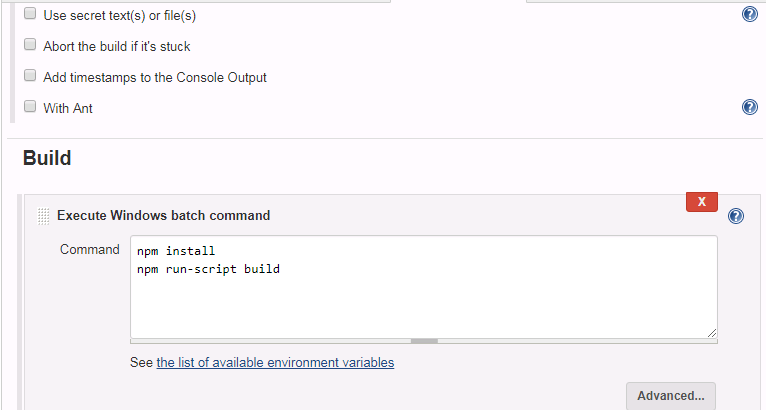 Use secret text(s) or file(s)
?
Abort the build if it's stuck
Add timestamps to the Console Output
With Ant
?
Build
X
Execute Windows batch command
?
Command
npm install
npm run-script build
See the list of available environment variables
Advanced...